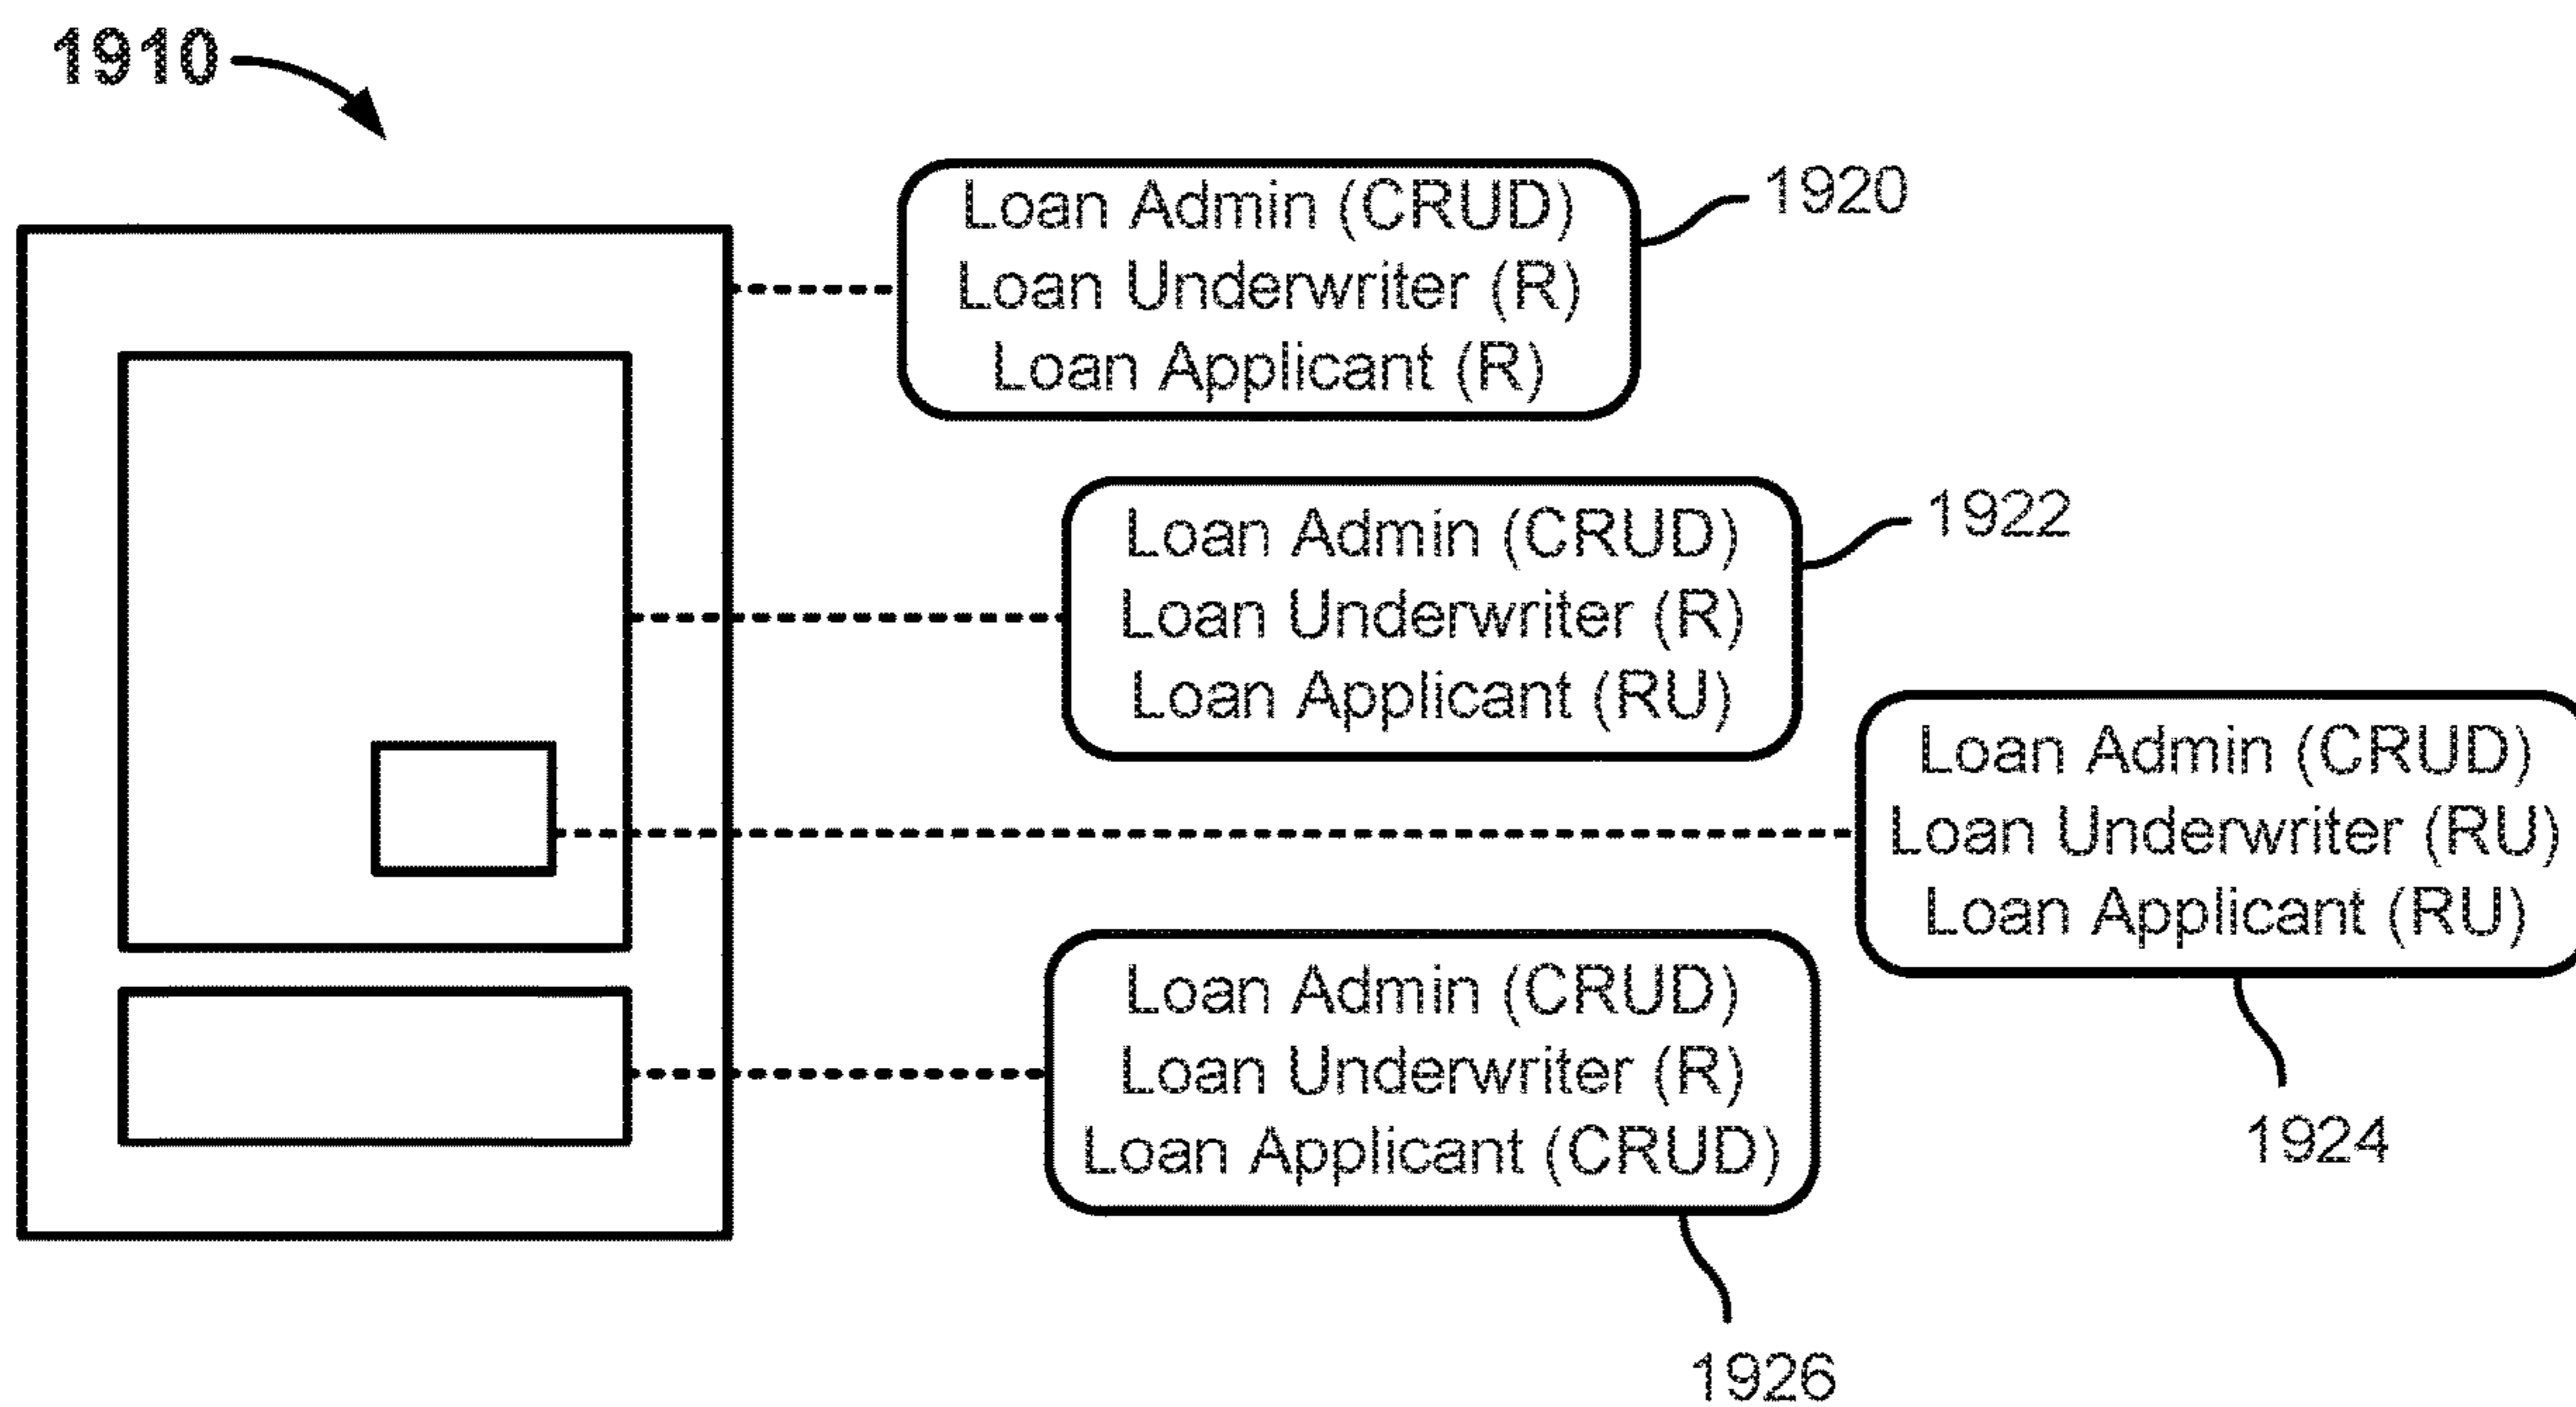 1910
Loan Admin (CRUD)
Loan Underwriter (R)
Loan Applicant (R)
1920
Loan Admin (CRUD)
Loan Underwriter (R)
Loan Applicant (RU)
1922
Loan Admin (CRUD)
Loan Underwriter (RU)
Loan Applicant (RU)
1924
Loan Admin (CRUD)
Loan Underwriter (R)
Loan Applicant (CRUD)
1926